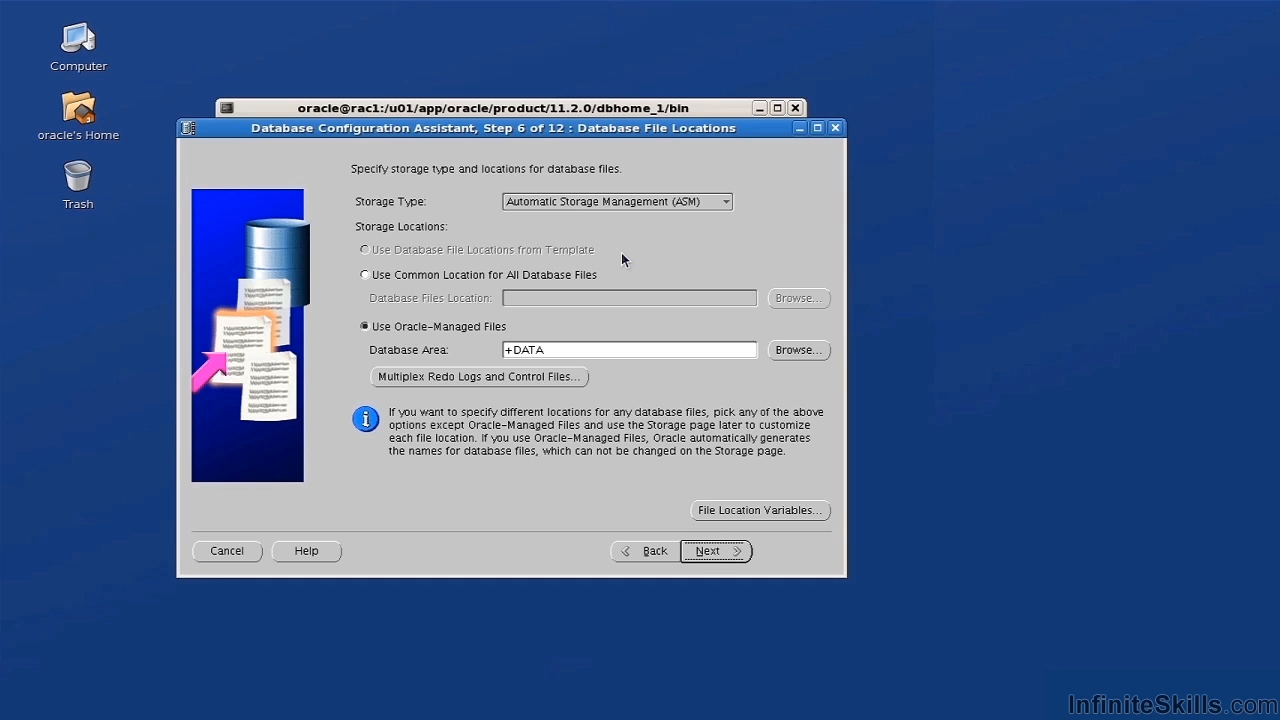 Computer
oracle's Home
Trash
oracle@rac1:/u01/app/oracle/product/11.2.0/dbhome_1/bin
Database Configuration Assistant, Step 6 of 12 : Database File Locations
Specify storage type and locations for database files.
Storage Type: Automatic Storage Management (ASM)
Storage Locations:
Use Database File Locations from Template
Use Common Location for All Database Files
Database Files Location: Browse...
Use Oracle-Managed Files
Database Area: +DATA Browse...
Multiplex Redo Logs and Control Files...
If you want to specify different locations for any database files, pick any of the above
options except Oracle-Managed Files and use the Storage page later to customize
each file location. If you use Oracle-Managed Files, Oracle automatically generates
the names for database files, which can not be changed on the Storage page.
File Location Variables...
Cancel Help Back Next
InfiniteSkills.com